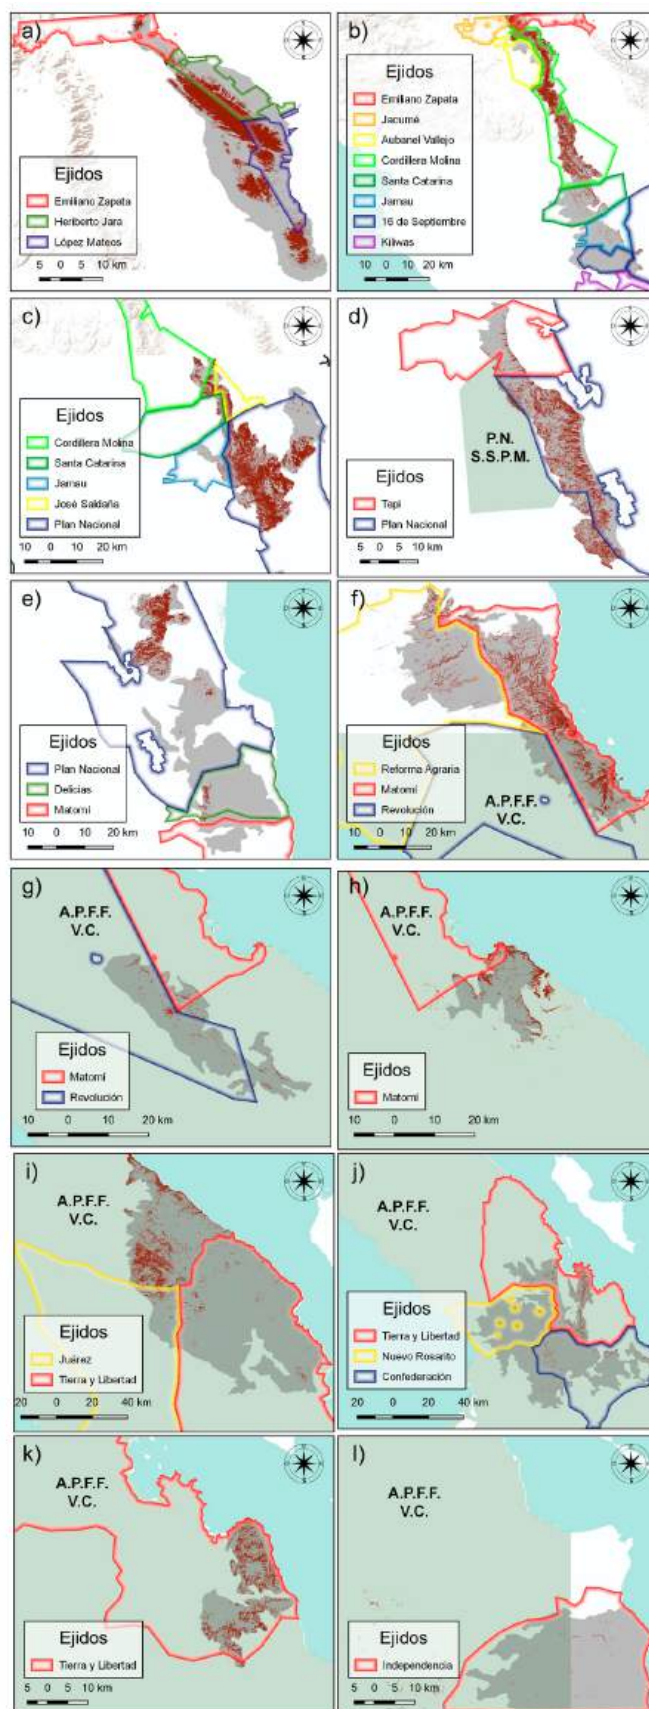 a)
Ejidos
Emiliano Zapata
Heriberto Jara
López Mateos
5 0 5 10 km
b)
Ejidos
Emiliano Zapata
Jacumé
Aubanel Vallejo
Cordillera Molina
Santa Catarina
Jamau
16 de Septiembre
Kiliwas
10 0 10 20 km
c)
Ejidos
Cordillera Molina
Santa Catarina
Jamau
José Saldaña
Plan Nacional
10 0 10 20 km
d)
P.N.
S.S.P.M.
Ejidos
Tepi
Plan Nacional
5 0 5 10 km
e)
Ejidos
Plan Nacional
Delicias
Matomí
10 0 10 20 km
f)
Ejidos
Reforma Agraria
Matomí
Revolución
A.P.F.F.
V.C.
10 0 10 20 km
g)
A.P.F.F.
V.C.
Ejidos
Matomí
Revolución
10 0 10 20 km
h)
A.P.F.F.
V.C.
Ejidos
Matomí
10 0 10 20 km
i)
A.P.F.F.
V.C.
Ejidos
Juárez
Tierra y Libertad
20 0 20 40 km
j)
A.P.F.F.
V.C.
Ejidos
Tierra y Libertad
Nuevo Rosarito
Confederación
20 0 20 40 km
k)
A.P.F.F.
V.C.
Ejidos
Tierra y Libertad
5 0 5 10 km
l)
A.P.F.F.
V.C.
Ejidos
Independencia
5 0 5 10 km